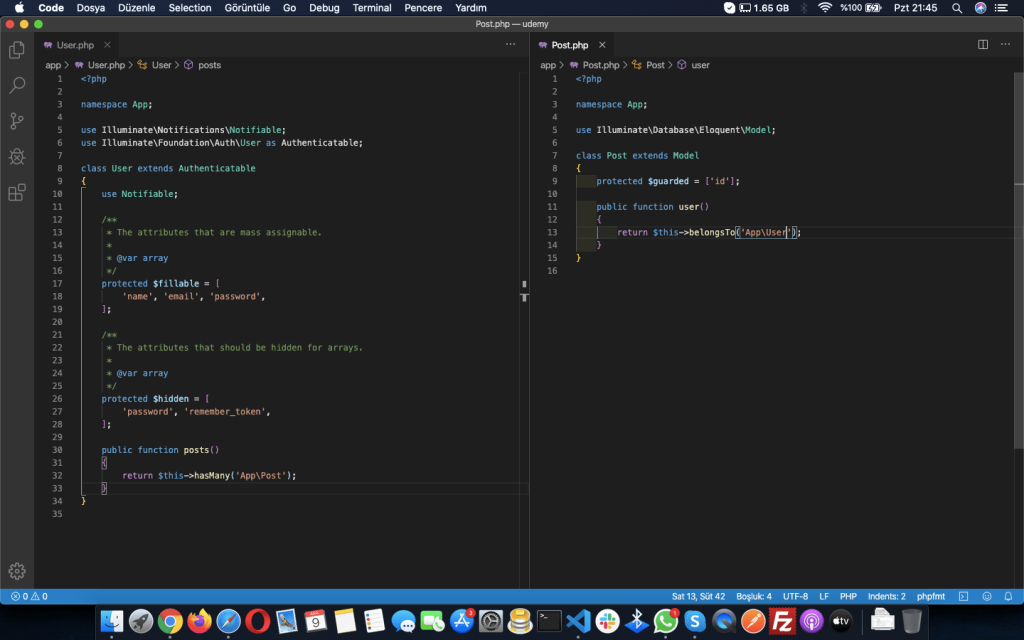 Code Dosya Düzenle Selection Görüntüle Go Debug Terminal Pencere Yardım 1.65 GB %100 Pzt 21:45
Post.php — udemy
User.php
app > User.php > User > posts
1 <?php
2
3 namespace App;
4
5 use Illuminate\Notifications\Notifiable;
6 use Illuminate\Foundation\Auth\User as Authenticatable;
7
8 class User extends Authenticatable
9 {
10 use Notifiable;
11
12 /**
13 * The attributes that are mass assignable.
14 *
15 * @var array
16 */
17 protected $fillable = [
18 'name', 'email', 'password',
19 ];
20
21 /**
22 * The attributes that should be hidden for arrays.
23 *
24 * @var array
25 */
26 protected $hidden = [
27 'password', 'remember_token',
28 ];
29
30 public function posts()
31 {
32 return $this->hasMany('App\Post');
33 }
34 }
35
Post.php
app > Post.php > Post > user
1 <?php
2
3 namespace App;
4
5 use Illuminate\Database\Eloquent\Model;
6
7 class Post extends Model
8 {
9 protected $guarded = ['id'];
10
11 public function user()
12 {
13 return $this->belongsTo('App\User');
14 }
15 }
16
0 0 Sat 13, Süt 42 Boşluk: 4 UTF-8 LF PHP Indents: 2 phpfmt
3 9 1 tv
Fz